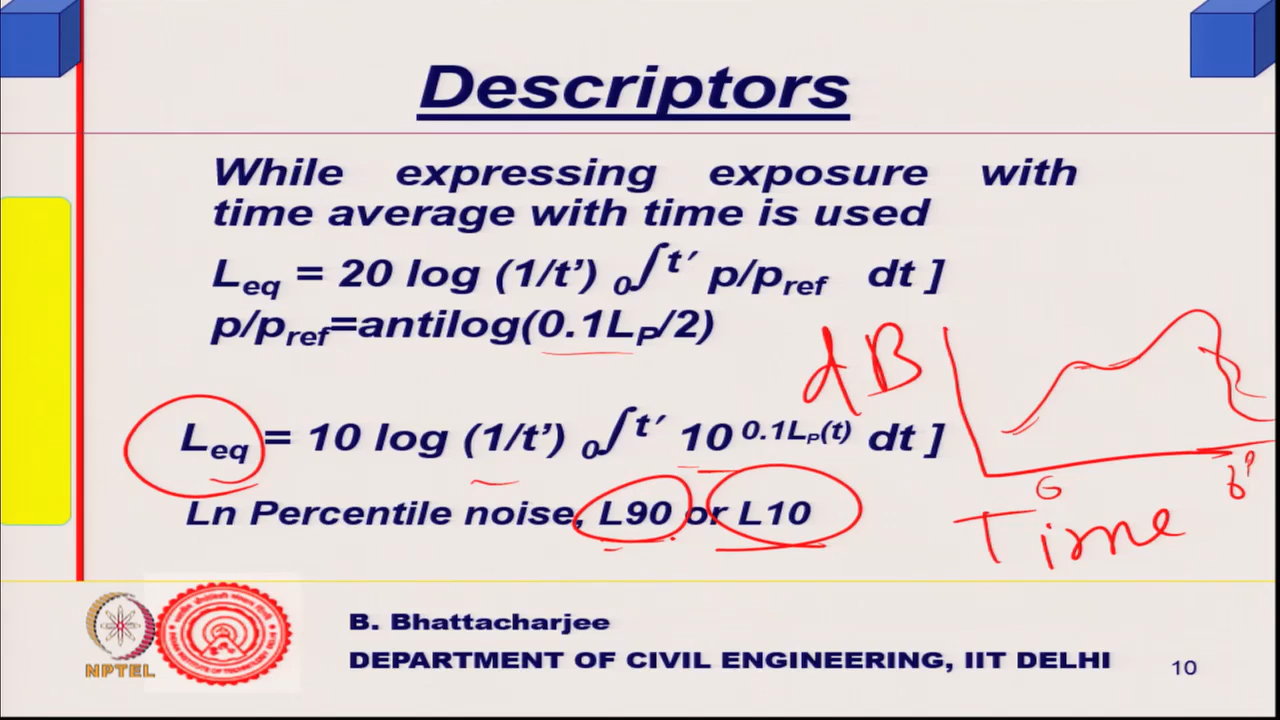 Descriptors
While expressing exposure with
time average with time is used
Leq = 20 log (1/t') 0∫t′ p/pref dt ]
p/pref=antilog(0.1LP/2)
dB
Leq = 10 log (1/t') 0∫t′ 10 0.1LP(t) dt ]
Ln Percentile noise, L90 or L10
Time
B. Bhattacharjee
DEPARTMENT OF CIVIL ENGINEERING, IIT DELHI
10
NPTEL